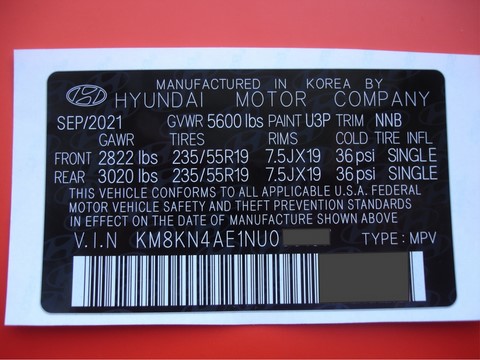 MANUFACTURED IN KOREA BY
HYUNDAI MOTOR COMPANY
SEP/2021 GVWR 5600 lbs PAINT U3P TRIM NNB
GAWR TIRES RIMS COLD TIRE INFL
FRONT 2822 lbs 235/55R19 7.5JX19 36psi SINGLE
REAR 3020 lbs 235/55R19 7.5JX19 36psi SINGLE
THIS VEHICLE CONFORMS TO ALL APPLICABLE U.S.A. FEDERAL
MOTOR VEHICLE SAFETY AND THEFT PREVENTION STANDARDS
IN EFFECT ON THE DATE OF MANUFACTURE SHOWN ABOVE
V.I.N KM8KN4AE1NU0 TYPE: MPV